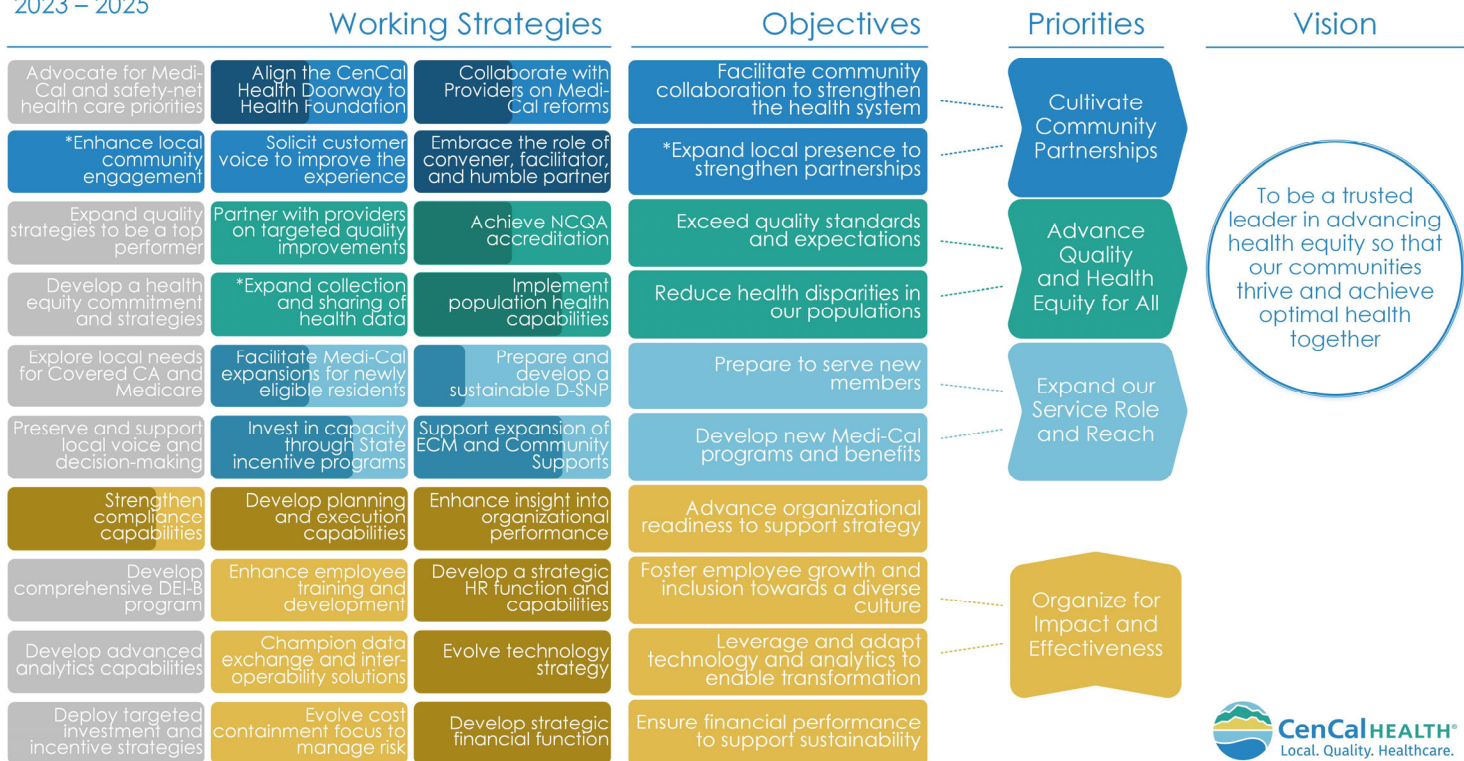 2023 – 2025
Working Strategies
Objectives
Priorities
Vision
Advocate for Medi-
Cal and safety-net
health care priorities
Align the CenCal
Health Doorway to
Health Foundation
Collaborate with
Providers on Medi-
Cal reforms
Facilitate community
collaboration to strengthen
the health system
*Enhance local
community
engagement
Solicit customer
voice to improve the
experience
Embrace the role of
convener, facilitator,
and humble partner
*Expand local presence to
strengthen partnerships
Cultivate
Community
Partnerships
Expand quality
strategies to be a top
performer
Partner with providers
on targeted quality
improvements
Achieve NCQA
accreditation
Exceed quality standards
and expectations
Develop a health
equity commitment
and strategies
*Expand collection
and sharing of
health data
Implement
population health
capabilities
Reduce health disparities in
our populations
Advance
Quality
and Health
Equity for All
Explore local needs
for Covered CA and
Medicare
Facilitate Medi-Cal
expansions for newly
eligible residents
Prepare and
develop a
sustainable D-SNP
Prepare to serve new
members
Preserve and support
local voice and
decision-making
Invest in capacity
through State
incentive programs
Support expansion of
ECM and Community
Supports
Develop new Medi-Cal
programs and benefits
Expand our
Service Role
and Reach
Strengthen
compliance
capabilities
Develop planning
and execution
capabilities
Enhance insight into
organizational
performance
Advance organizational
readiness to support strategy
Develop
comprehensive DEI-B
program
Enhance employee
training and
development
Develop a strategic
HR function and
capabilities
Foster employee growth and
inclusion towards a diverse
culture
Develop advanced
analytics capabilities
Champion data
exchange and inter-
operability solutions
Evolve technology
strategy
Leverage and adapt
technology and analytics to
enable transformation
Deploy targeted
investment and
incentive strategies
Evolve cost
containment focus to
manage risk
Develop strategic
financial function
Ensure financial performance
to support sustainability
Organize for
Impact and
Effectiveness
To be a trusted
leader in advancing
health equity so that
our communities
thrive and achieve
optimal health
together
CenCal HEALTH®
Local. Quality. Healthcare.